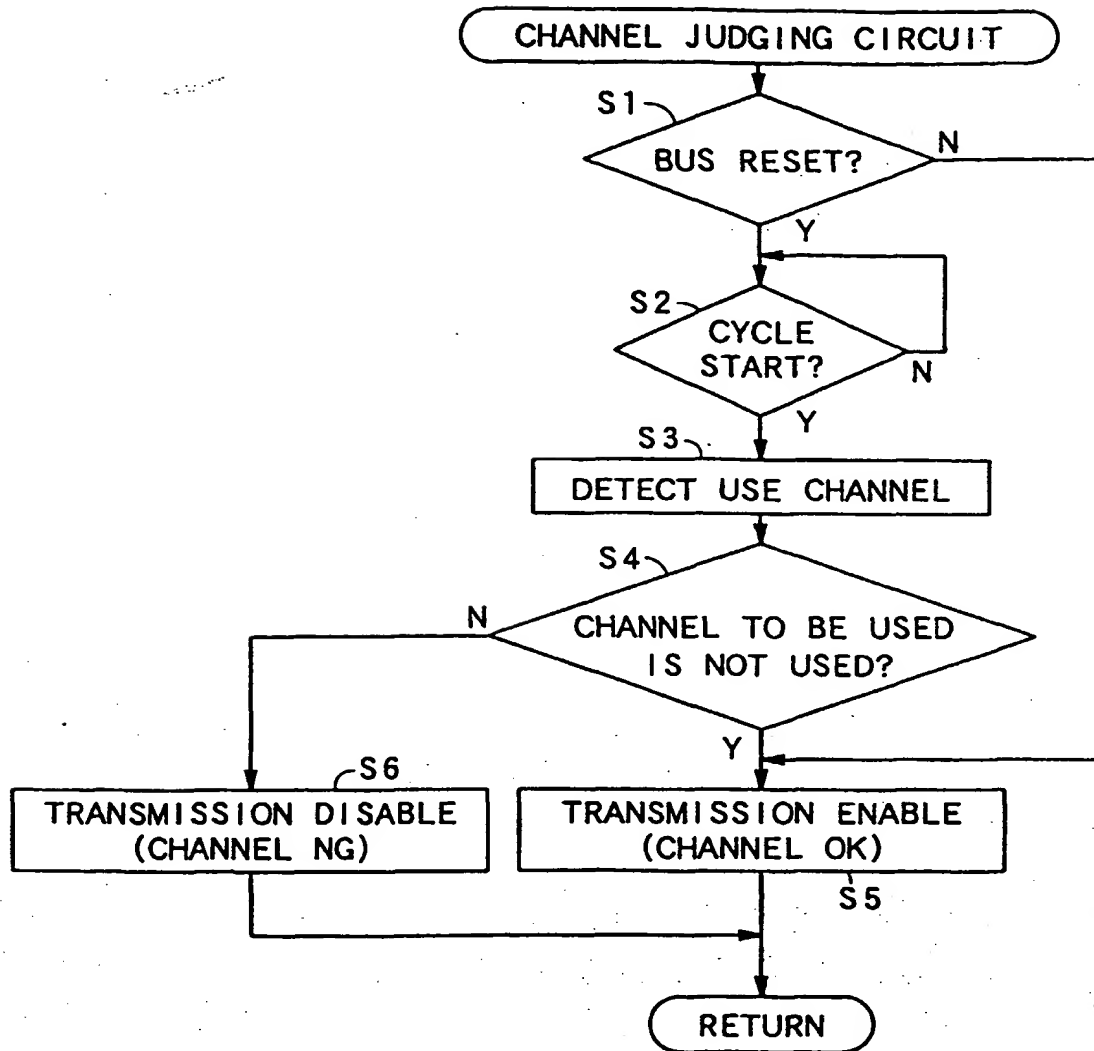 CHANNEL JUDGING CIRCUIT
S1
BUS RESET?
N
Y
S2
CYCLE
START?
N
Y
S3
DETECT USE CHANNEL
S4
N
CHANNEL TO BE USED
IS NOT USED?
Y
S6
TRANSMISSION DISABLE
(CHANNEL NG)
TRANSMISSION ENABLE
(CHANNEL OK)
S5
RETURN